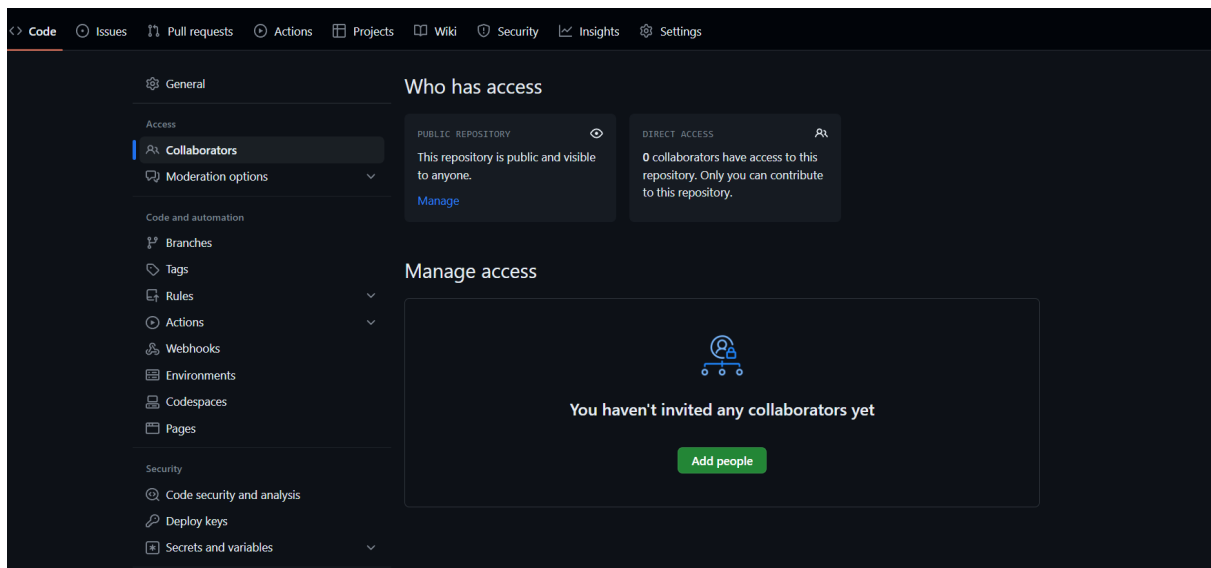 Code Issues Pull requests Actions Projects Wiki Security Insights Settings
General
Access
Collaborators
Moderation options
Code and automation
Branches
Tags
Rules
Actions
Webhooks
Environments
Codespaces
Pages
Security
Code security and analysis
Deploy keys
Secrets and variables
Who has access
PUBLIC REPOSITORY
This repository is public and visible
to anyone.
Manage
DIRECT ACCESS
0 collaborators have access to this
repository. Only you can contribute
to this repository.
Manage access
You haven't invited any collaborators yet
Add people